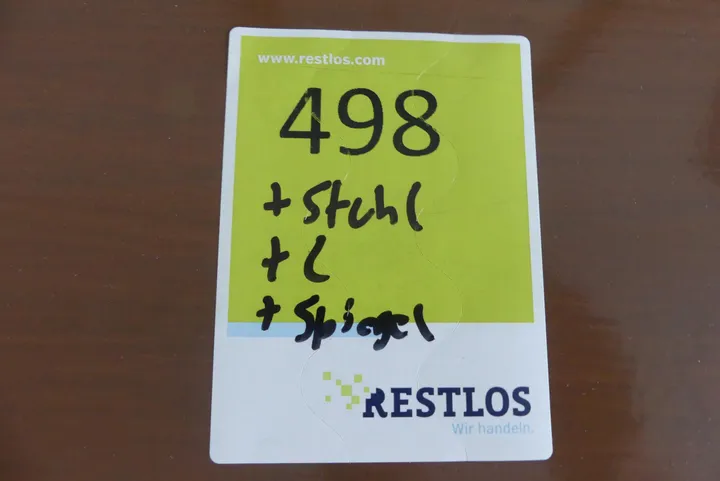 www.restlos.com
498
+ Stuhl
+
+ Spiegel
RESTLOS
Wir handeln.